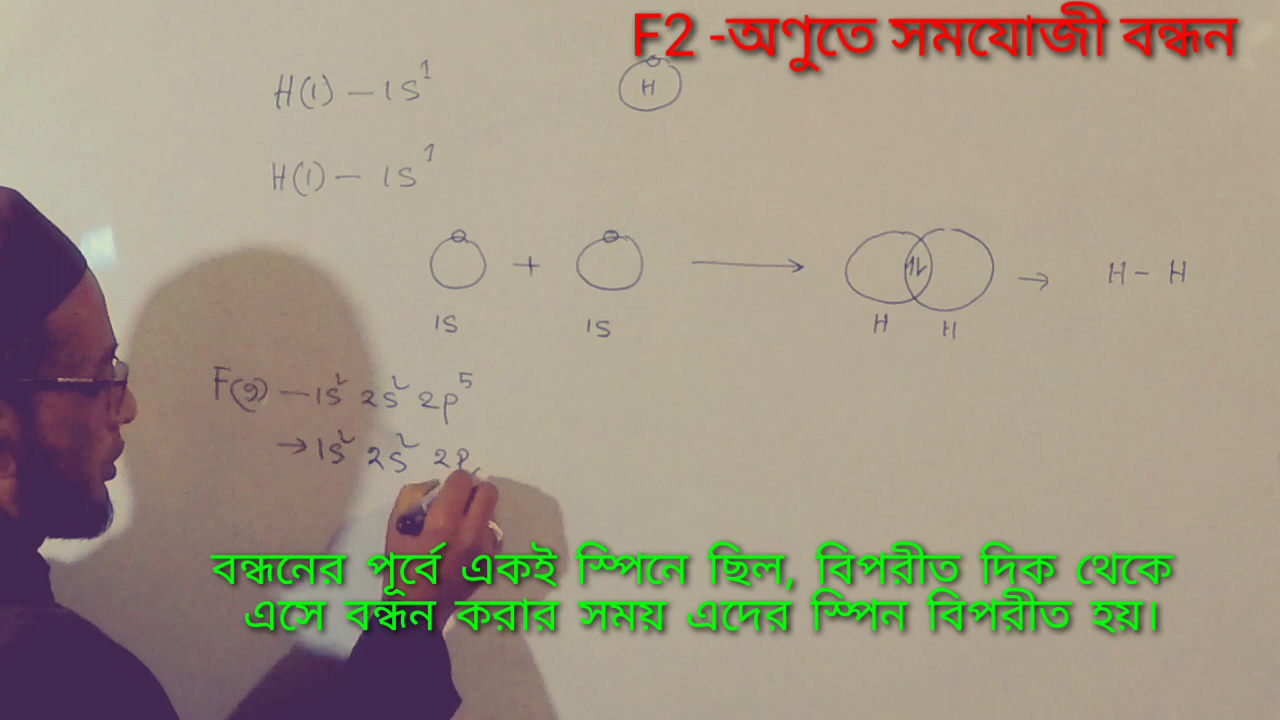 F2 -অণুতে সমযোজী বন্ধন
H(1) — 1S¹
H
H(1) — 1S¹
+ → ↑↓ → H - H
1S 1S H H
F(9) — 1S² 2S² 2P⁵
→ 1S² 2S² 2P
বন্ধনের পূর্বে একই স্পিনে ছিল, বিপরীত দিক থেকে
এসে বন্ধন করার সময় এদের স্পিন বিপরীত হয়।